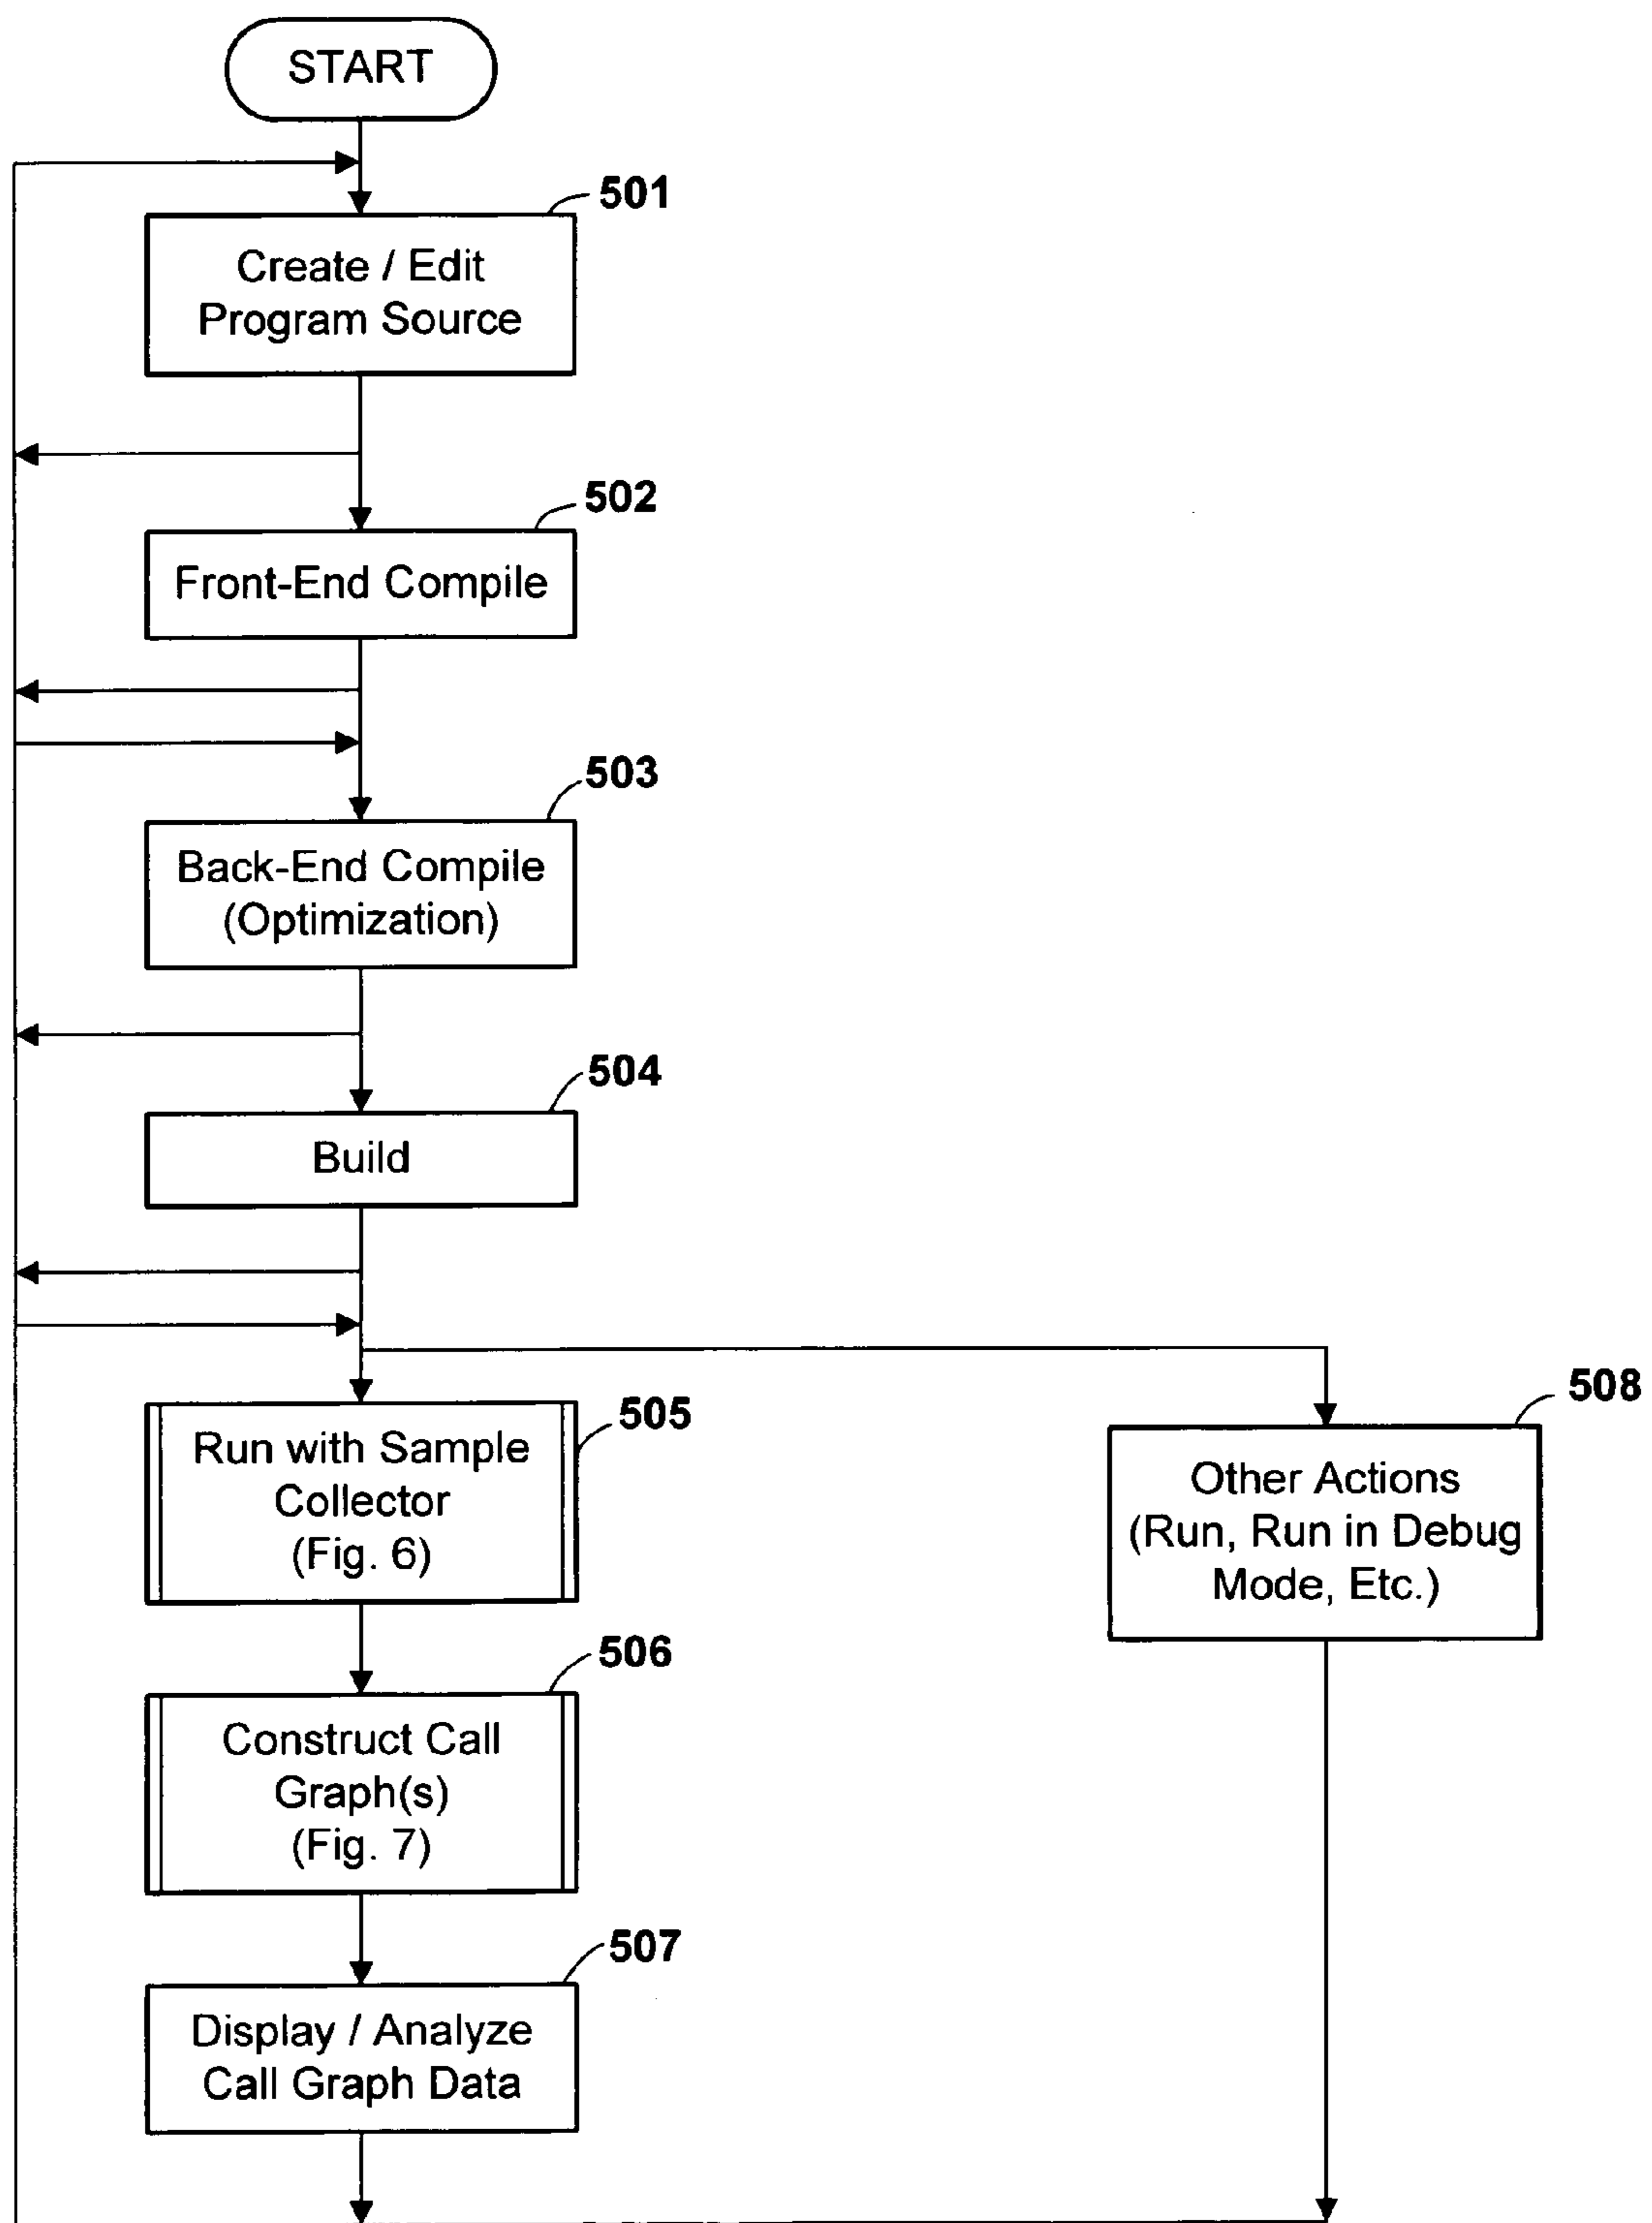 START
501
Create / Edit
Program Source
502
Front-End Compile
503
Back-End Compile
(Optimization)
504
Build
505
Run with Sample
Collector
(Fig. 6)
508
Other Actions
(Run, Run in Debug
Mode, Etc.)
506
Construct Call
Graph(s)
(Fig. 7)
507
Display / Analyze
Call Graph Data